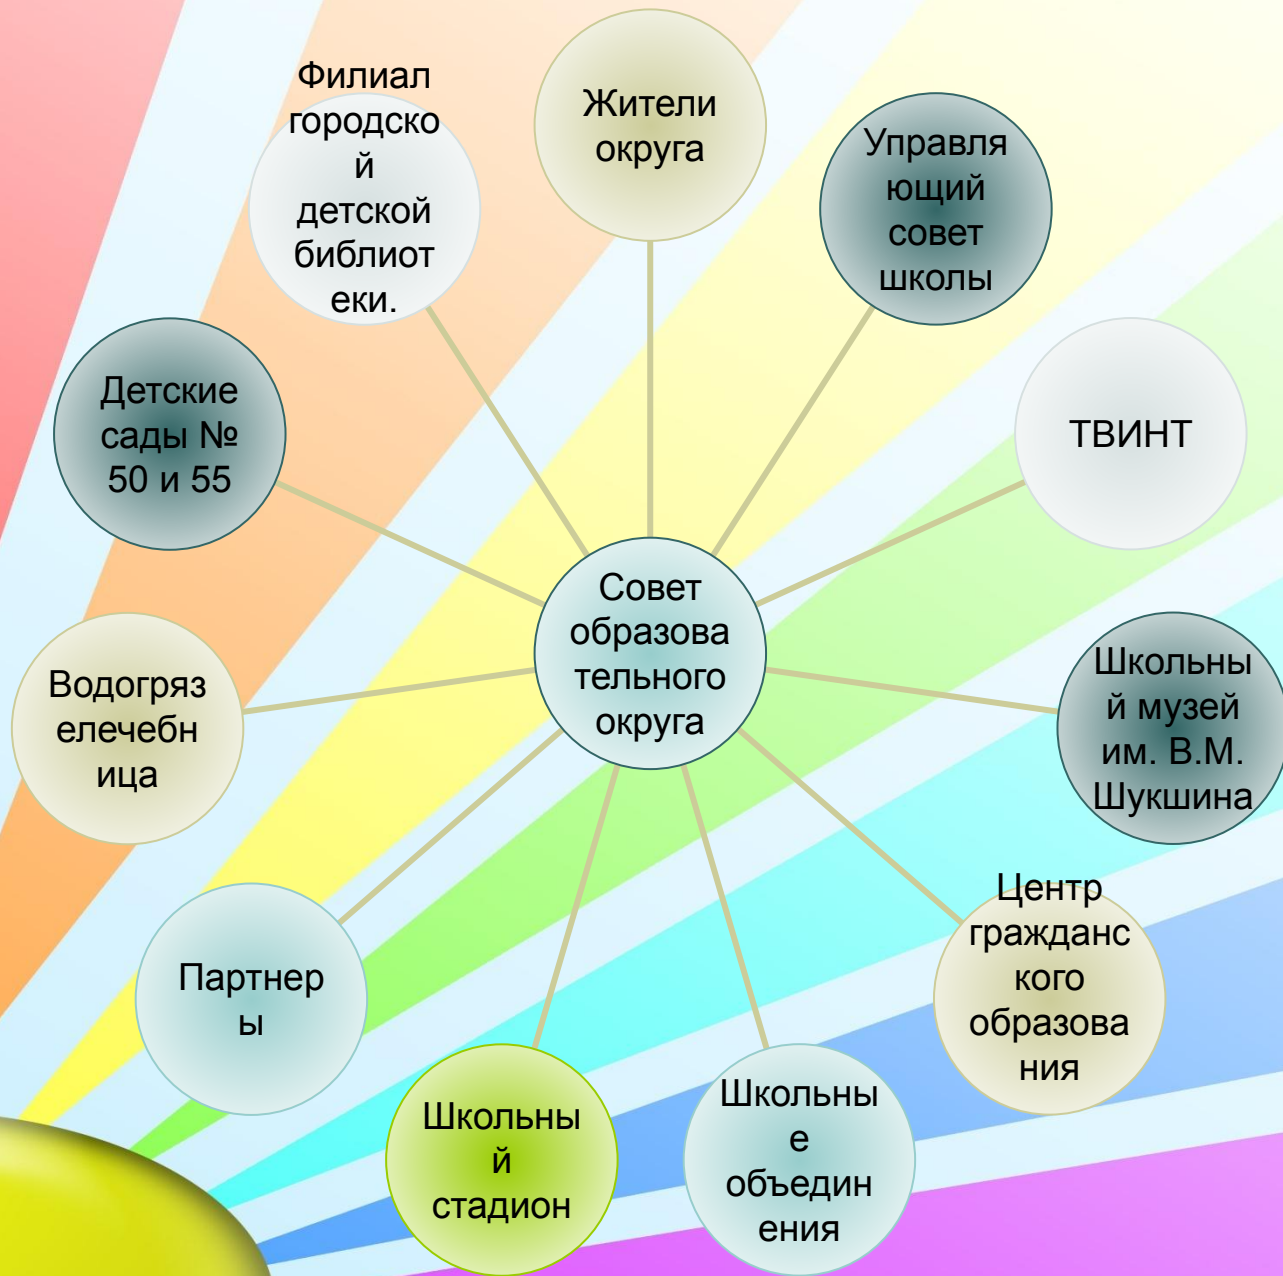 Филиал
городско
й
детской
библиот
еки.
Жители
округа
Управля
ющий
совет
школы
Детские
сады №
50 и 55
ТВИНТ
Совет
образова
тельного
округа
Водогряз
елечебн
ица
Школьны
й музей
им. В.М.
Шукшина
Партнер
ы
Центр
гражданс
кого
образова
ния
Школьны
й
стадион
Школьны
е
объедин
ения